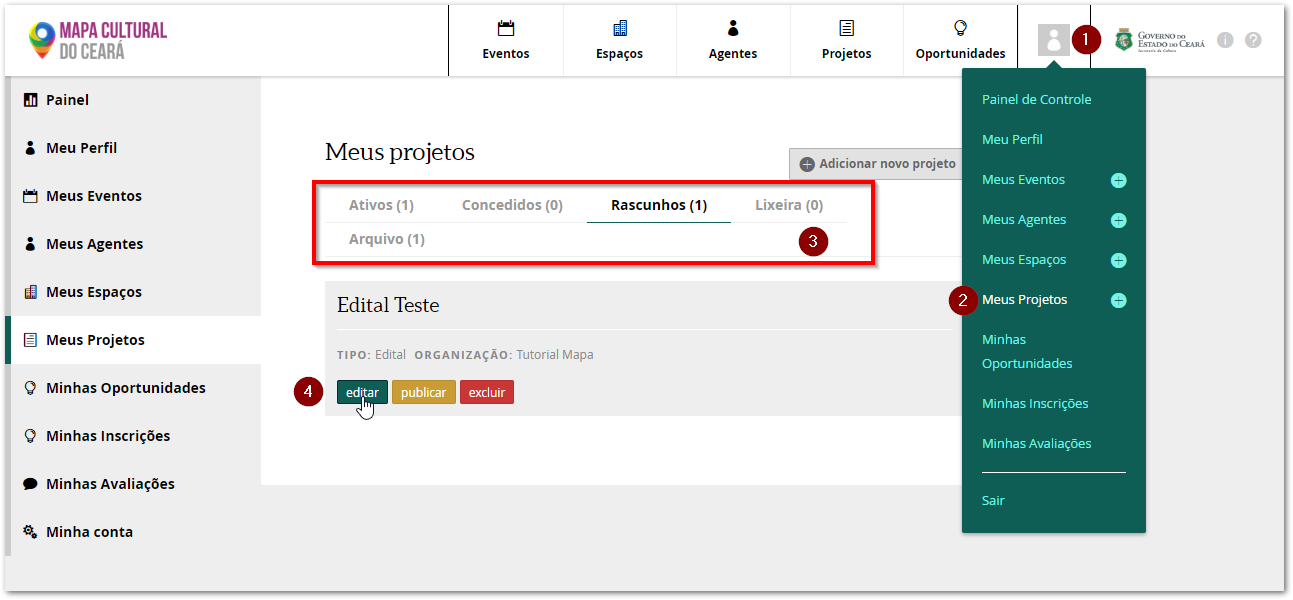 MAPA CULTURAL
DO CEARÁ
Eventos
Espaços
Agentes
Projetos
Oportunidades
1
GOVERNO DO
ESTADO DO CEARÁ
Secretaria da Cultura
i
?
Painel
Meu Perfil
Meus Eventos
Meus Agentes
Meus Espaços
Meus Projetos
Minhas Oportunidades
Minhas Inscrições
Minhas Avaliações
Minha conta
Meus projetos
Adicionar novo projeto
Ativos (1) Concedidos (0) Rascunhos (1) Lixeira (0)
Arquivo (1)
3
Edital Teste
TIPO: Edital ORGANIZAÇÃO: Tutorial Mapa
4 editar publicar excluir
Painel de Controle
Meu Perfil
Meus Eventos
Meus Agentes
Meus Espaços
2 Meus Projetos
Minhas
Oportunidades
Minhas Inscrições
Minhas Avaliações
Sair